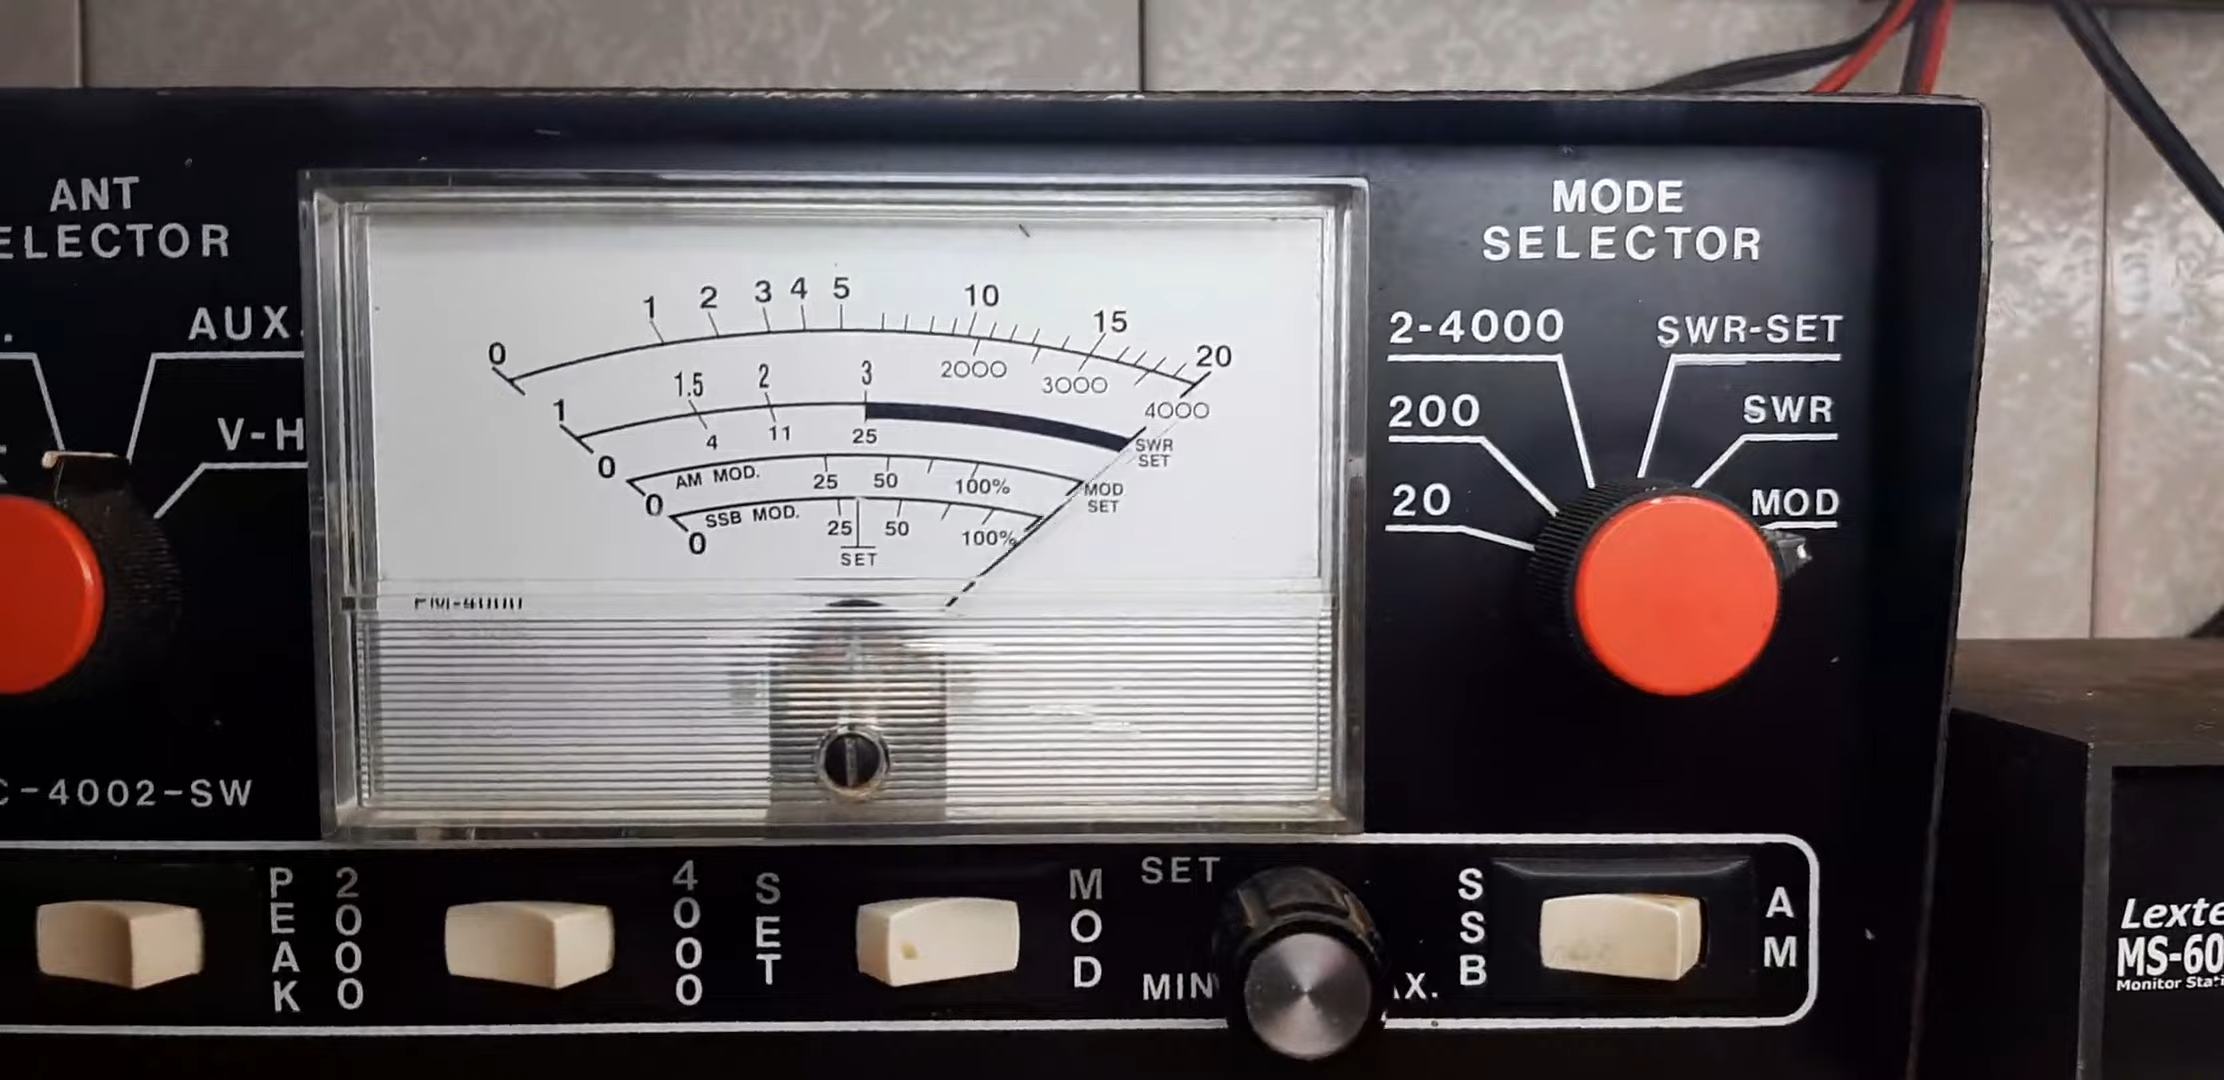 ANT
ELECTOR
AUX.
V-H
C-4002-SW
MODE
SELECTOR
2-4000
SWR-SET
200
SWR
20
MOD
0 1 2 3 4 5 10 15 20
2000 3000 4000
1 1.5 2 3
4 11 25
SWR
SET
0 AM MOD. 25 50 100%
MOD
SET
0 SSB MOD. 25 50 100%
0
SET
PEAK
2000
4000
SET
MOD
SET
MIN
AX.
SSB
AM
Lexte
MS-60
Monitor Stati